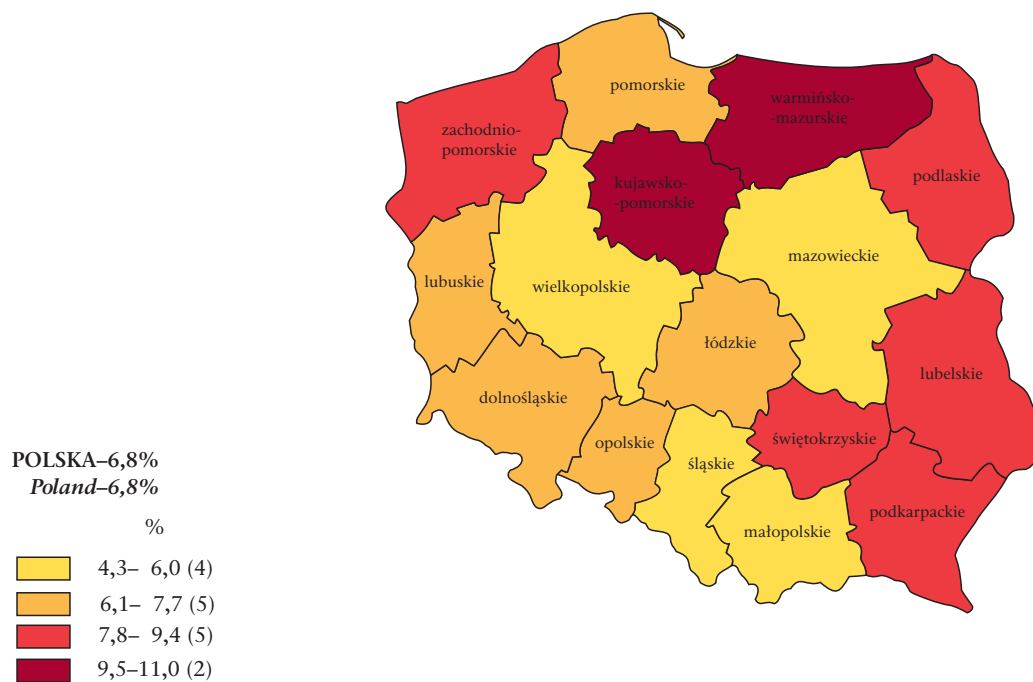 pomorskie
warmińsko-
-mazurskie
zachodnio-
pomorskie
podlaskie
kujawsko-
-pomorskie
mazowieckie
lubuskie
wielkopolskie
łódzkie
lubelskie
dolnośląskie
opolskie
świętokrzyskie
śląskie
podkarpackie
małopolskie
POLSKA–6,8%
Poland–6,8%
%
4,3– 6,0 (4)
6,1– 7,7 (5)
7,8– 9,4 (5)
9,5–11,0 (2)